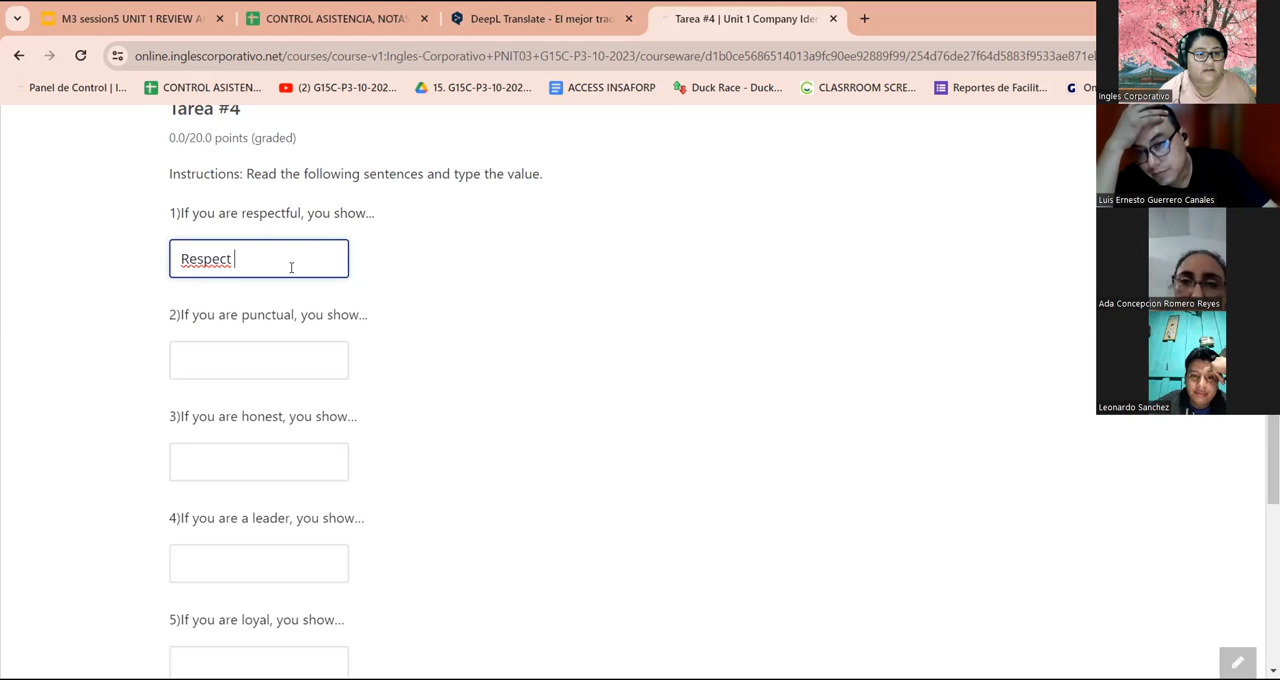 M3 session5 UNIT 1 REVIEW A
CONTROL ASISTENCIA, NOTAS
DeepL Translate - El mejor trad
Tarea #4 | Unit 1 Company Ide
online.inglescorporativo.net/courses/course-v1:Ingles-Corporativo+PNIT03+G15C-P3-10-2023/courseware/d1b0ce5686514013a9fc90ee92889f99/254d76de27f64d5883f9533ae871eb
Panel de Control | I...
CONTROL ASISTEN...
(2) G15C-P3-10-202...
15. G15C-P3-10-202...
ACCESS INSAFORP
Duck Race - Duck...
CLASRROOM SCRE...
Reportes de Facilit...
On
Tarea #4
0.0/20.0 points (graded)
Instructions: Read the following sentences and type the value.
1)If you are respectful, you show...
Respect
2)If you are punctual, you show...
3)If you are honest, you show...
4)If you are a leader, you show...
5)If you are loyal, you show...
Ingles Corporativo
Luis Ernesto Guerrero Canales
Ada Concepcion Romero Reyes
Leonardo Sanchez